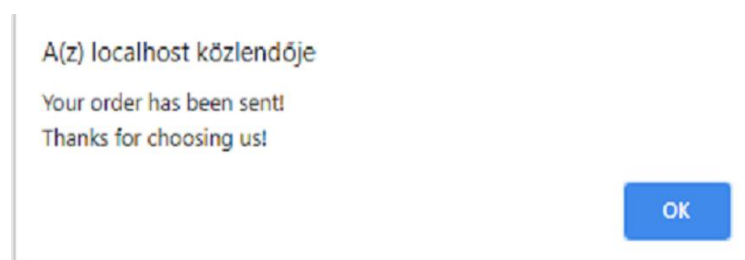 A(z) localhost közlendője
Your order has been sent!
Thanks for choosing us!
OK